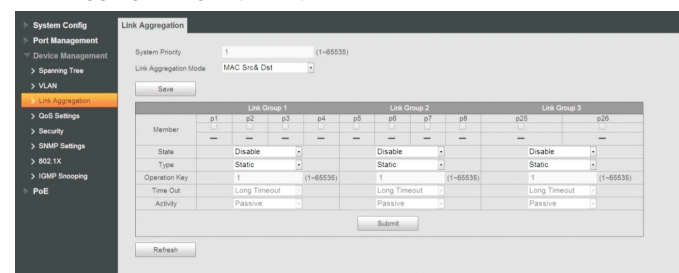 System Config
Port Management
Device Management
Spanning Tree
VLAN
Link Aggregation
QoS Settings
Security
SNMP Settings
802.1X
IGMP Snooping
PoE
Link Aggregation
System Priority 1 (1~65535)
Link Aggregation Mode MAC Src& Dst
Save
Link Group 1 Link Group 2 Link Group 3
Member p1 p2 p3 p4 p5 p6 p7 p8 p25 p26
— — — — — — — — — —
State Disable Disable Disable
Type Static Static Static
Operation Key 1 (1~65535) 1 (1~65535) 1 (1~65535)
Time Out Long Timeout Long Timeout Long Timeout
Activity Passive Passive Passive
Submit
Refresh